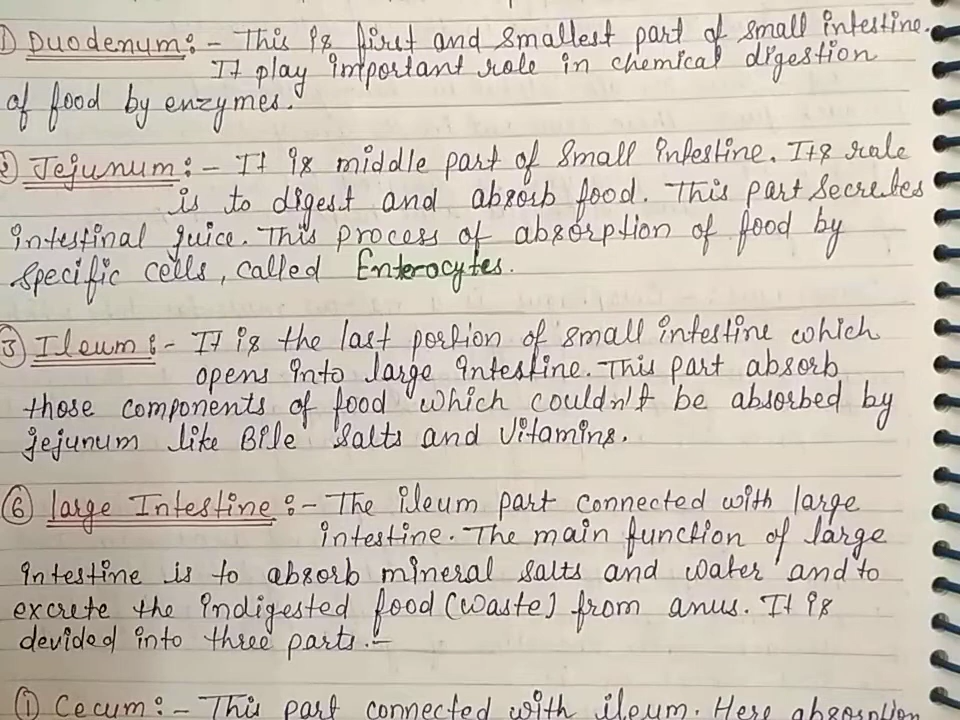 ① Duodenum:- This is first and smallest part of small intestine.
It play important role in chemical digestion
of food by enzymes.
② Jejunum:- It is middle part of small intestine. Its role
is to digest and absorb food. This part secretes
intestinal juice. This process of absorption of food by
specific cells, called Enterocytes.
③ Ileum:- It is the last portion of small intestine which
opens into large intestine. This part absorb
those components of food which couldn't be absorbed by
jejunum like Bile salts and Vitamins.
⑥ large Intestine:- The ileum part connected with large
intestine. The main function of large
intestine is to absorb mineral salts and water and to
excrete the indigested food (waste) from anus. It is
devided into three parts.-
① Cecum:- This part connected with ileum. Here absorption